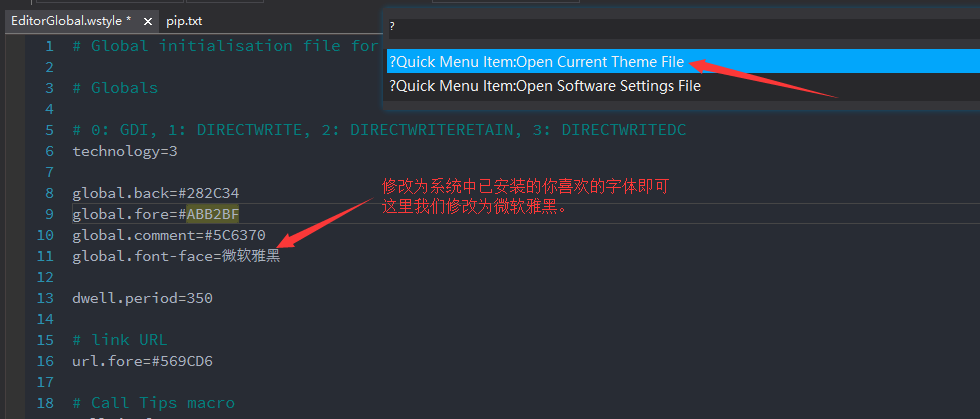 EditorGlobal.wstyle *
pip.txt
?
?Quick Menu Item:Open Current Theme File
?Quick Menu Item:Open Software Settings File
1 # Global initialisation file for
2
3 # Globals
4
5 # 0: GDI, 1: DIRECTWRITE, 2: DIRECTWRITERETAIN, 3: DIRECTWRITEDC
6 technology=3
7
8 global.back=#282C34
9 global.fore=#ABB2BF
10 global.comment=#5C6370
11 global.font-face=微软雅黑
12
13 dwell.period=350
14
15 # link URL
16 url.fore=#569CD6
17
18 # Call Tips macro
修改为系统中已安装的你喜欢的字体即可
这里我们修改为微软雅黑。